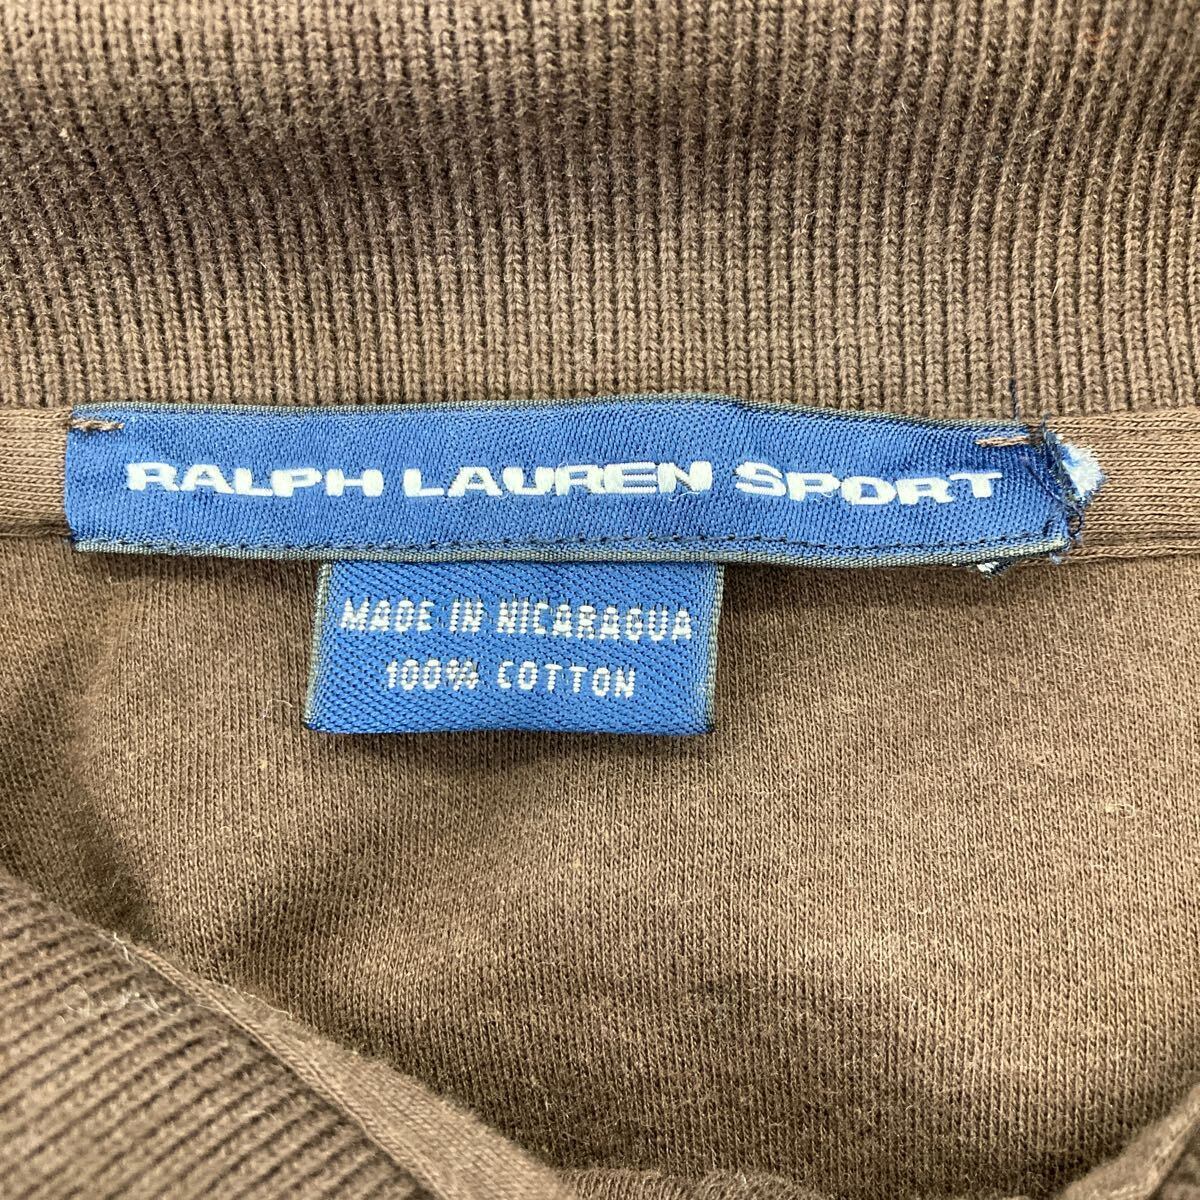 RALPH LAUREN SPORT
MADE IN NICARAGUA
100% COTTON